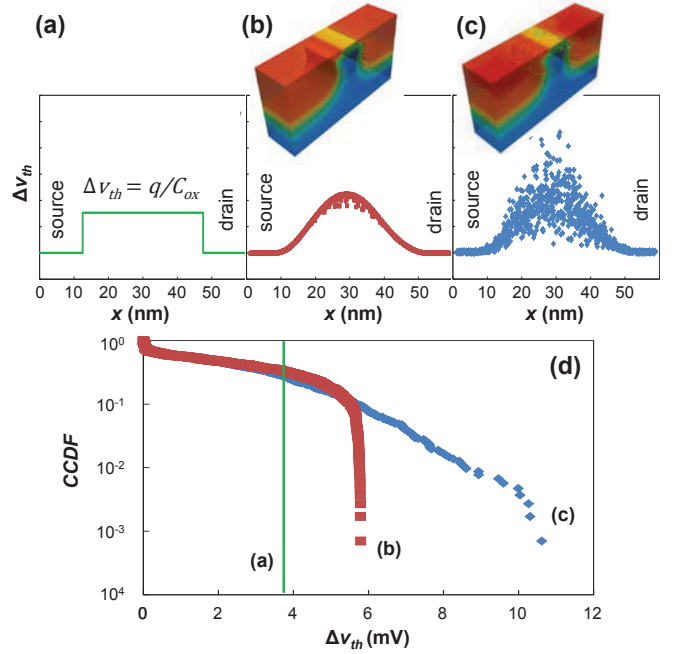 (a)
(b)
(c)
Δv_th
source
Δv_th = q/C_ox
drain
source
drain
source
drain
0 10 20 30 40 50
0 10 20 30 40 50
0 10 20 30 40 50
x (nm)
x (nm)
x (nm)
(d)
CCDF
10^0
10^-1
10^-2
10^-3
10^4
(a)
(b)
(c)
0 2 4 6 8 10 12
0
Δv_th (mV)